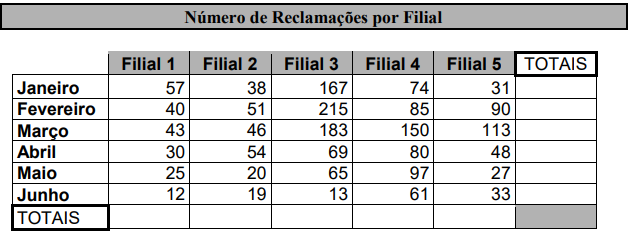 Número de Reclamações por Filial
Filial 1 Filial 2 Filial 3 Filial 4 Filial 5 TOTAIS
Janeiro 57 38 167 74 31
Fevereiro 40 51 215 85 90
Março 43 46 183 150 113
Abril 30 54 69 80 48
Maio 25 20 65 97 27
Junho 12 19 13 61 33
TOTAIS